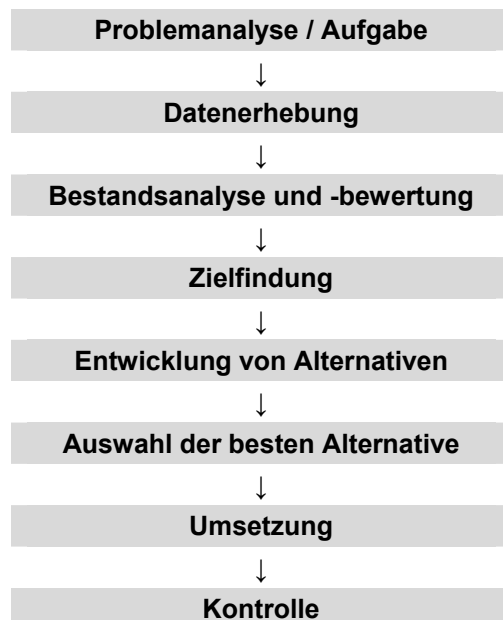 Problemanalyse / Aufgabe
↓
Datenerhebung
↓
Bestandsanalyse und -bewertung
↓
Zielfindung
↓
Entwicklung von Alternativen
↓
Auswahl der besten Alternative
↓
Umsetzung
↓
Kontrolle